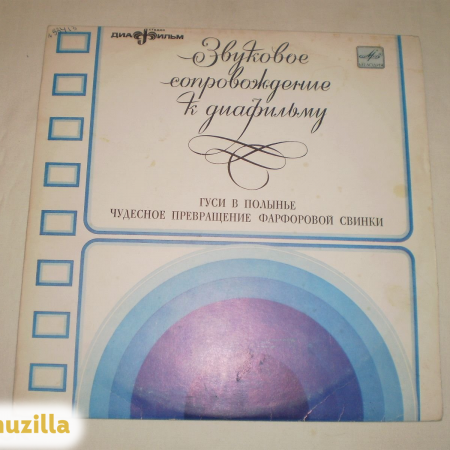 ДИАФИЛЬМ
Звуковое
сопровождение
к диафильму
ГУСИ В ПОЛЫНЬЕ
ЧУДЕСНОЕ ПРЕВРАЩЕНИЕ ФАРФОРОВОЙ СВИНКИ
uzilla